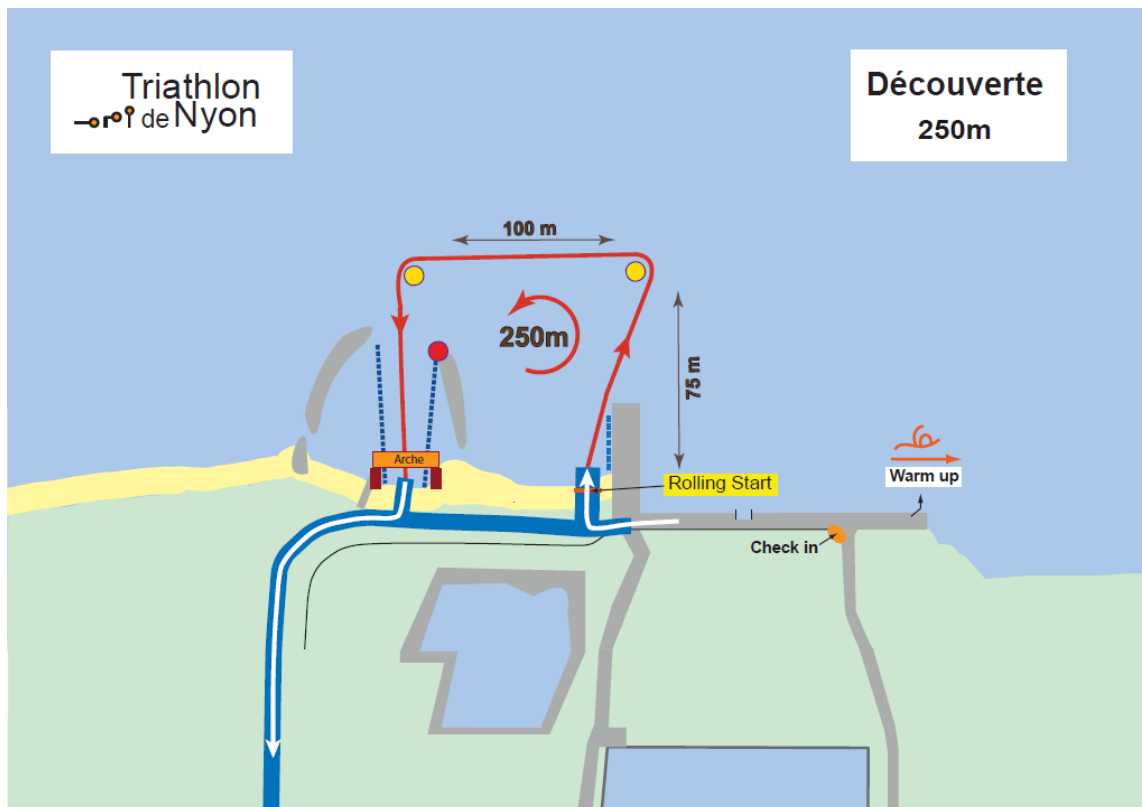 Triathlon
de Nyon
Découverte
250m
100 m
250m
75 m
Arche
Rolling Start
Warm up
Check in